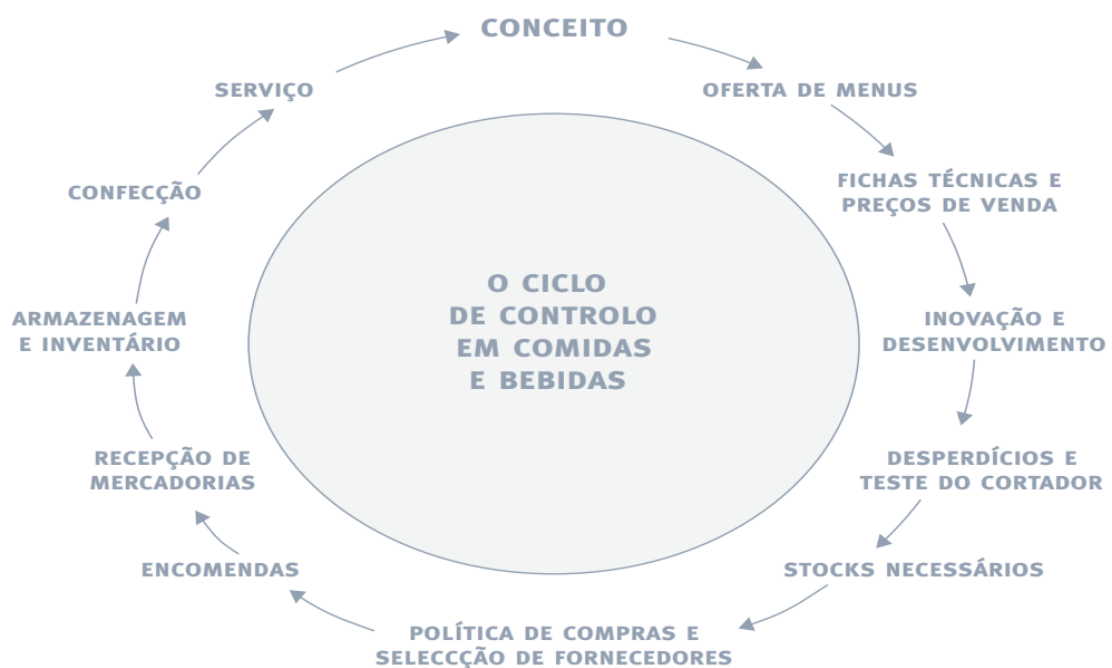 CONCEITO
OFERTA DE MENUS
FICHAS TÉCNICAS E
PREÇOS DE VENDA
INOVAÇÃO E
DESENVOLVIMENTO
DESPERDÍCIOS E
TESTE DO CORTADOR
STOCKS NECESSÁRIOS
POLÍTICA DE COMPRAS E
SELECCÇÃO DE FORNECEDORES
ENCOMENDAS
RECEPÇÃO DE
MERCADORIAS
ARMAZENAGEM
E INVENTÁRIO
CONFECÇÃO
SERVIÇO
O CICLO
DE CONTROLO
EM COMIDAS
E BEBIDAS